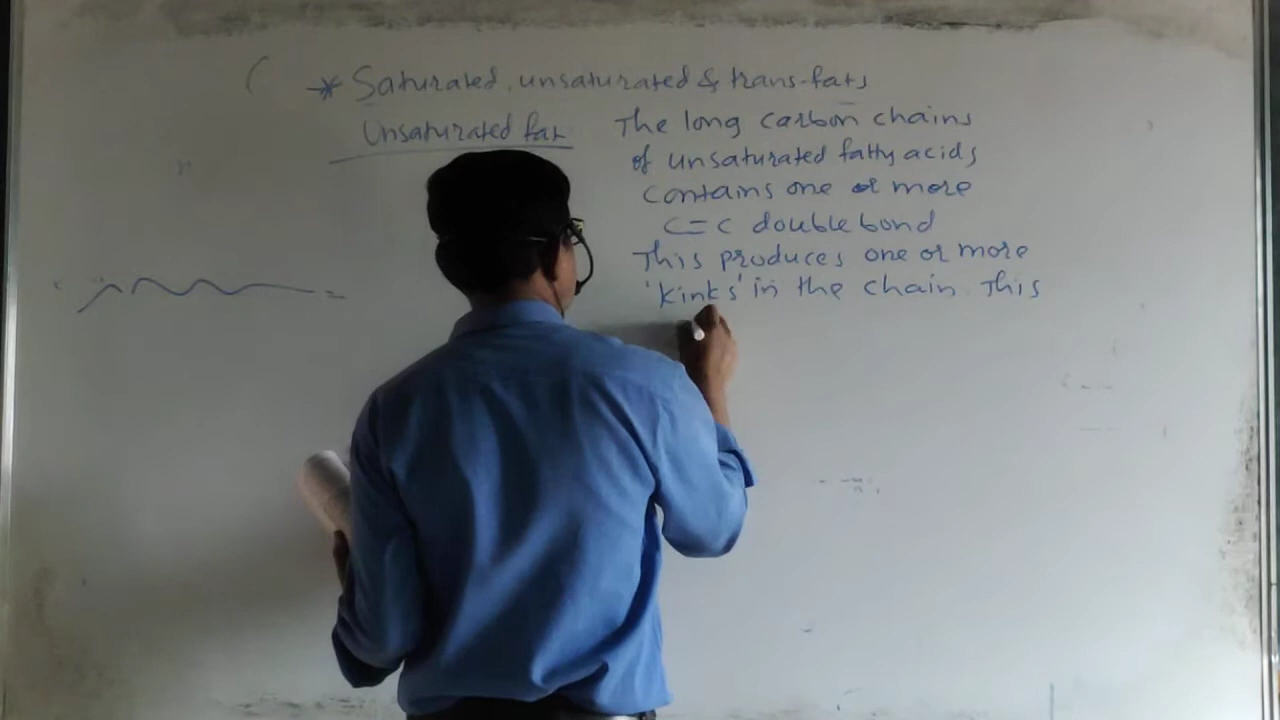 * Saturated, unsaturated & trans-fats
Unsaturated fat
The long carbon chains
of unsaturated fatty acids
contains one or more
C=C double bond
This produces one or more
'kinks' in the chain. This